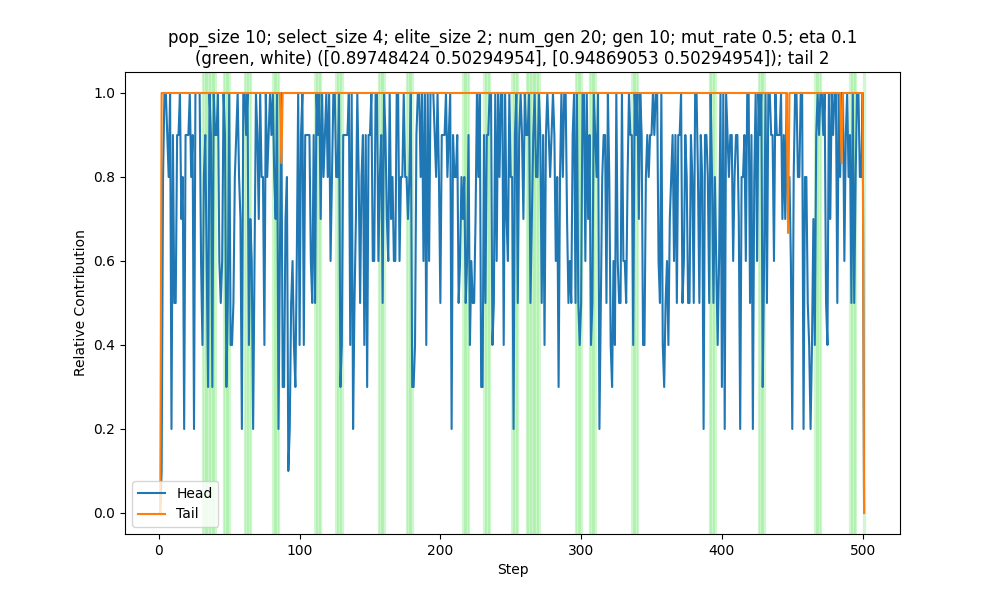 pop_size 10; select_size 4; elite_size 2; num_gen 20; gen 10; mut_rate 0.5; eta 0.1
(green, white) ([0.89748424 0.50294954], [0.94869053 0.50294954]); tail 2
1.0
0.8
0.6
0.4
0.2
0.0
Relative Contribution
Head
Tail
0
100
200
300
400
500
Step